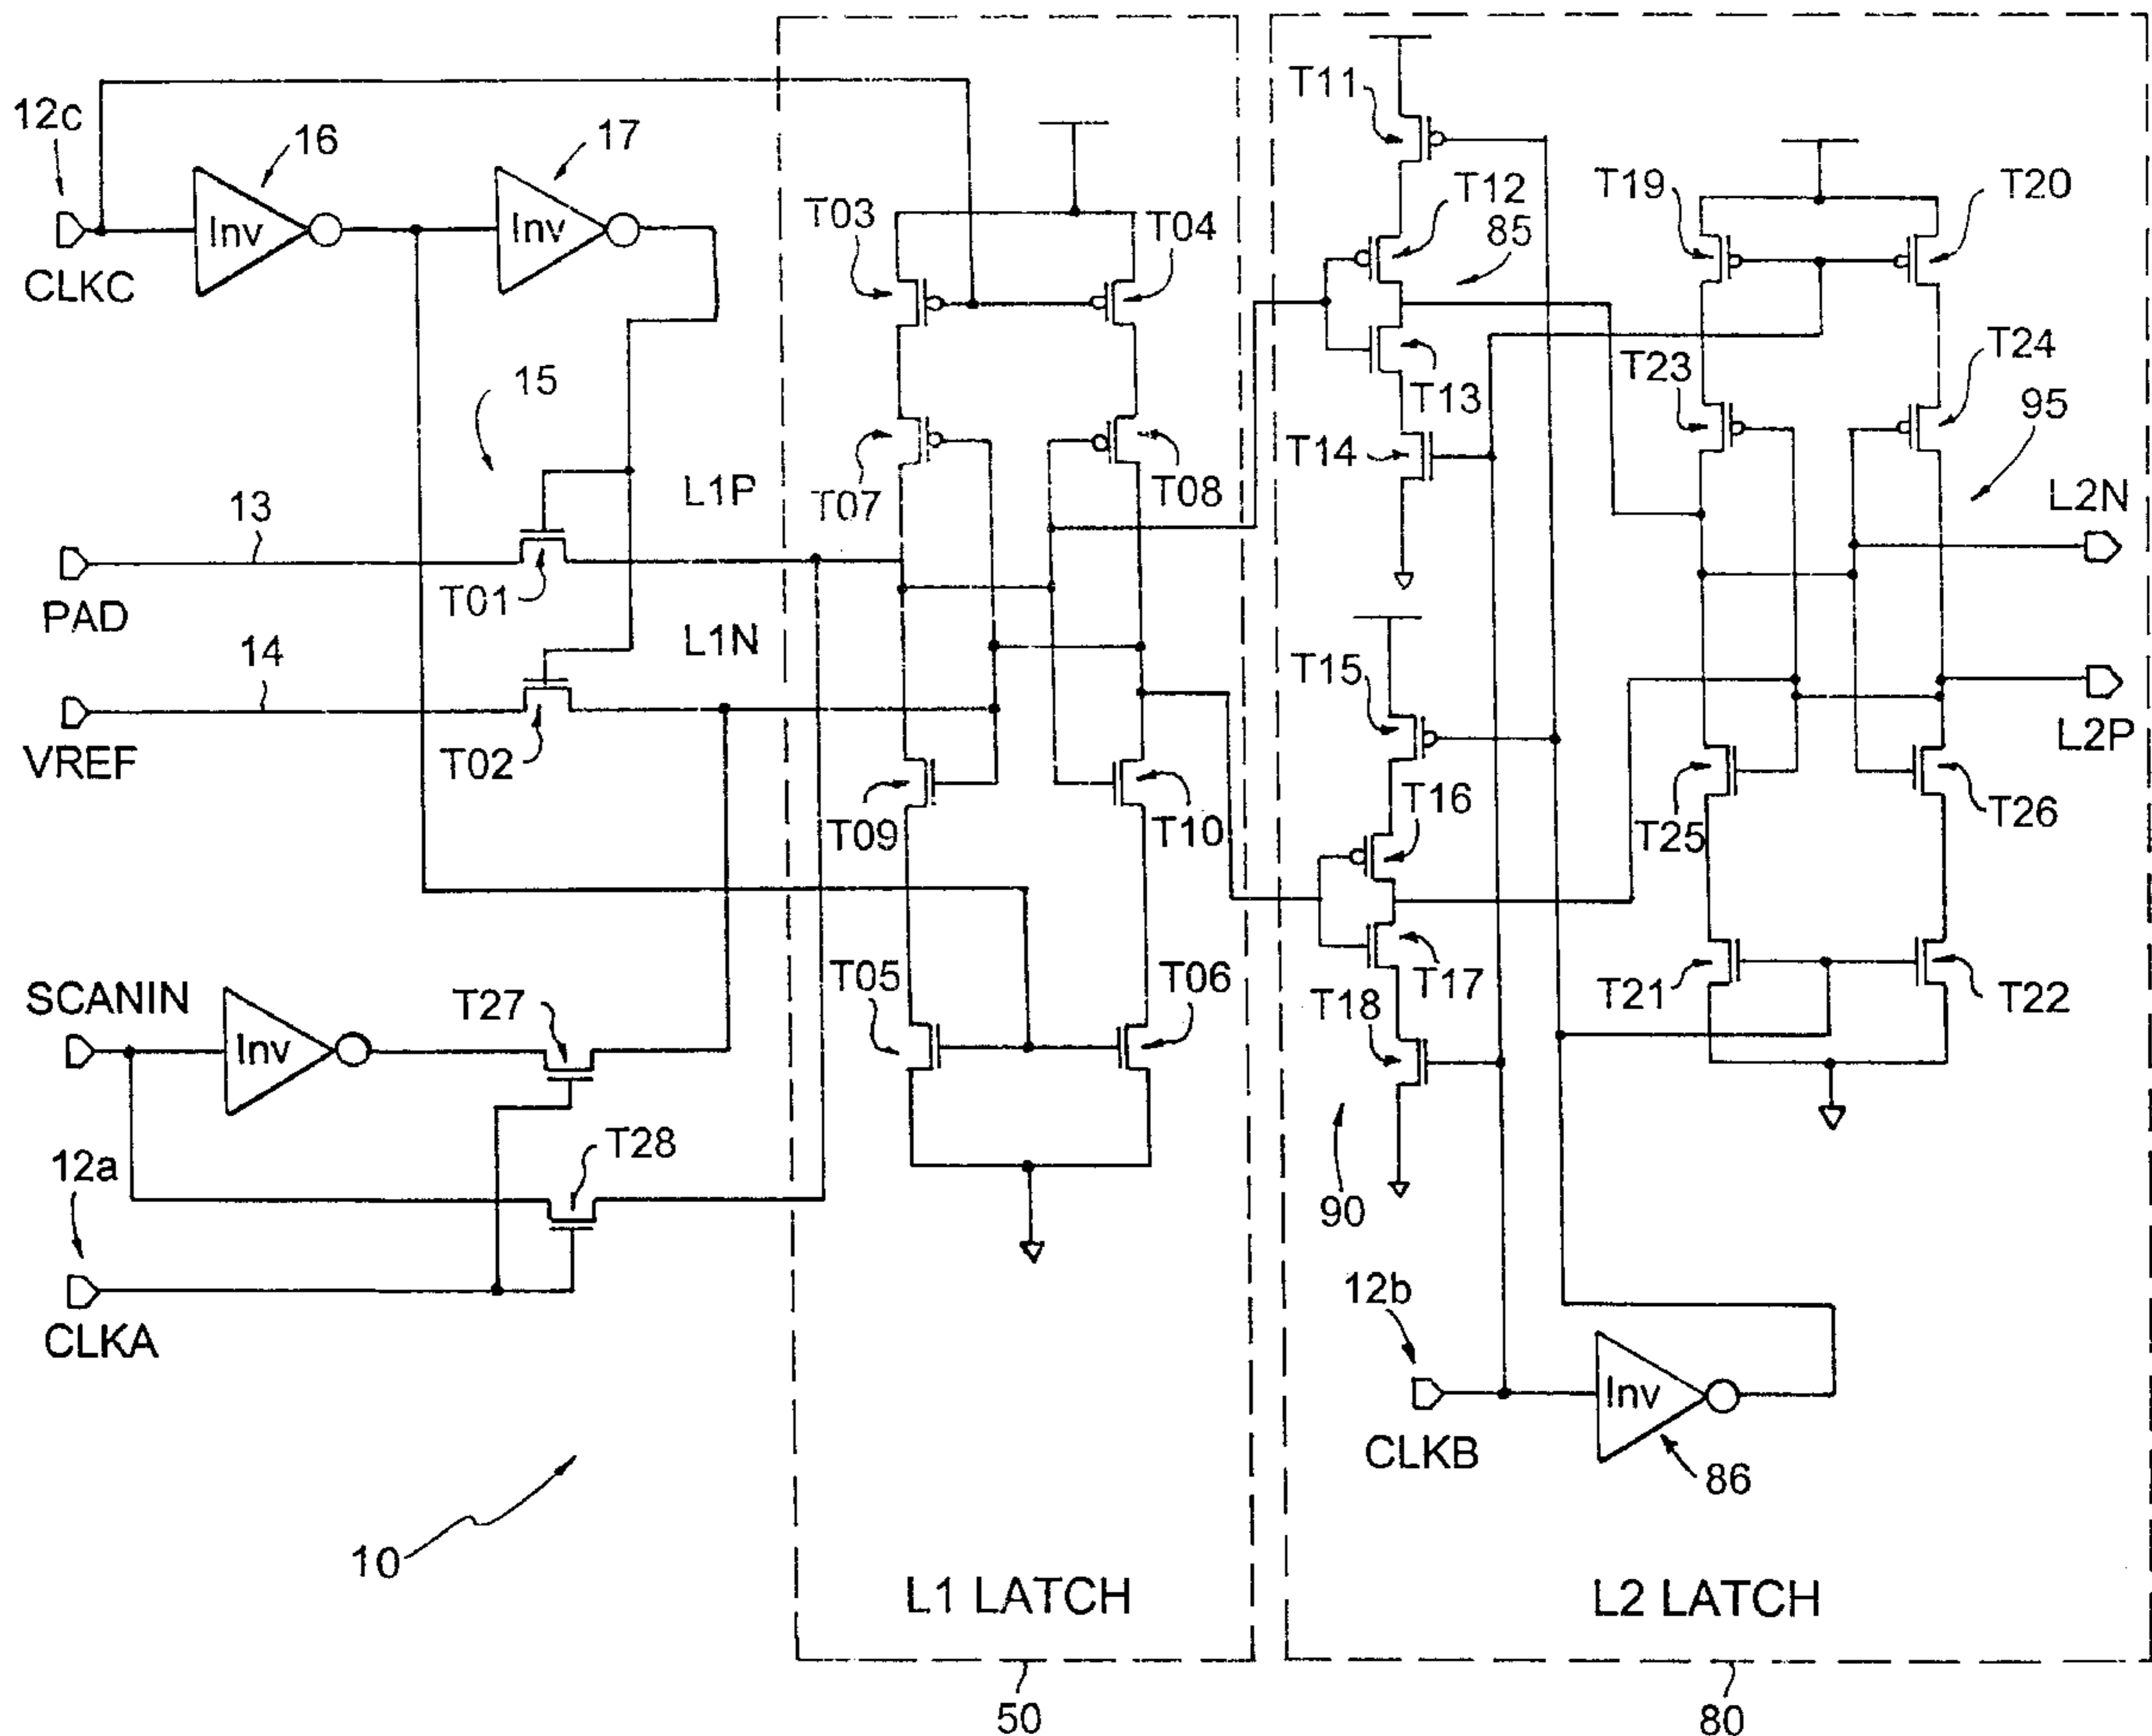 12c
16
17
Inv
Inv
CLKC
15
L1P
13
PAD
T01
L1N
14
VREF
T02
SCANIN
Inv
T27
12a
T28
CLKA
10
T03
T04
T07
T08
T09
T10
T05
T06
L1 LATCH
50
T11
T12
85
T13
T14
T15
T16
T17
T18
90
12b
CLKB
Inv
86
T19
T20
T23
T24
95
L2N
L2P
T25
T26
T21
T22
L2 LATCH
80